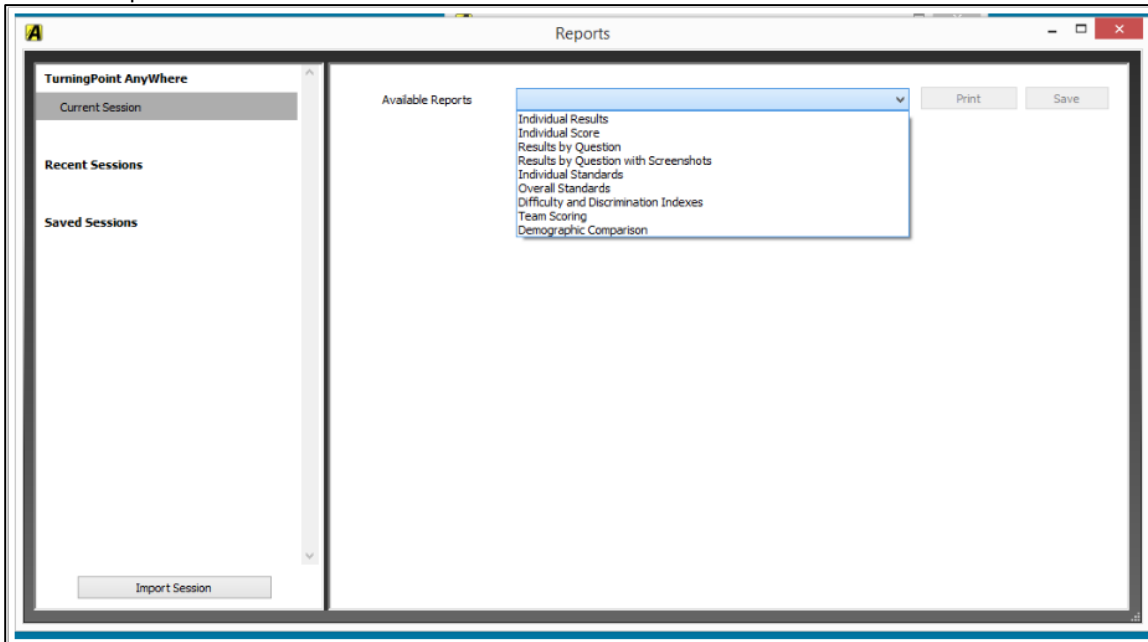 Reports
TurningPoint AnyWhere
Current Session
Recent Sessions
Saved Sessions
Import Session
Available Reports
Print
Save
Individual Results
Individual Score
Results by Question
Results by Question with Screenshots
Individual Standards
Overall Standards
Difficulty and Discrimination Indexes
Team Scoring
Demographic Comparison